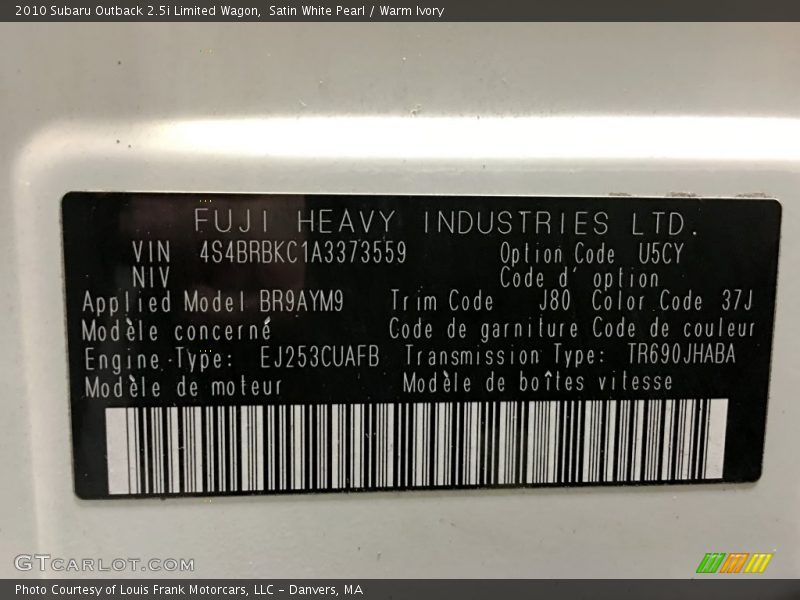 2010 Subaru Outback 2.5i Limited Wagon,  Satin White Pearl / Warm Ivory
FUJI HEAVY INDUSTRIES LTD.
VIN 4S4BRBKC1A3373559 Option Code U5CY
NIV Code d' option
Applied Model BR9AYM9 Trim Code J80 Color Code 37J
Modèle concerné Code de garniture Code de couleur
Engine Type: EJ253CUAFB Transmission Type: TR690JHABA
Modèle de moteur Modèle de boîtes vitesse
GTCARLOT.COM
Photo Courtesy of Louis Frank Motorcars, LLC – Danvers, MA